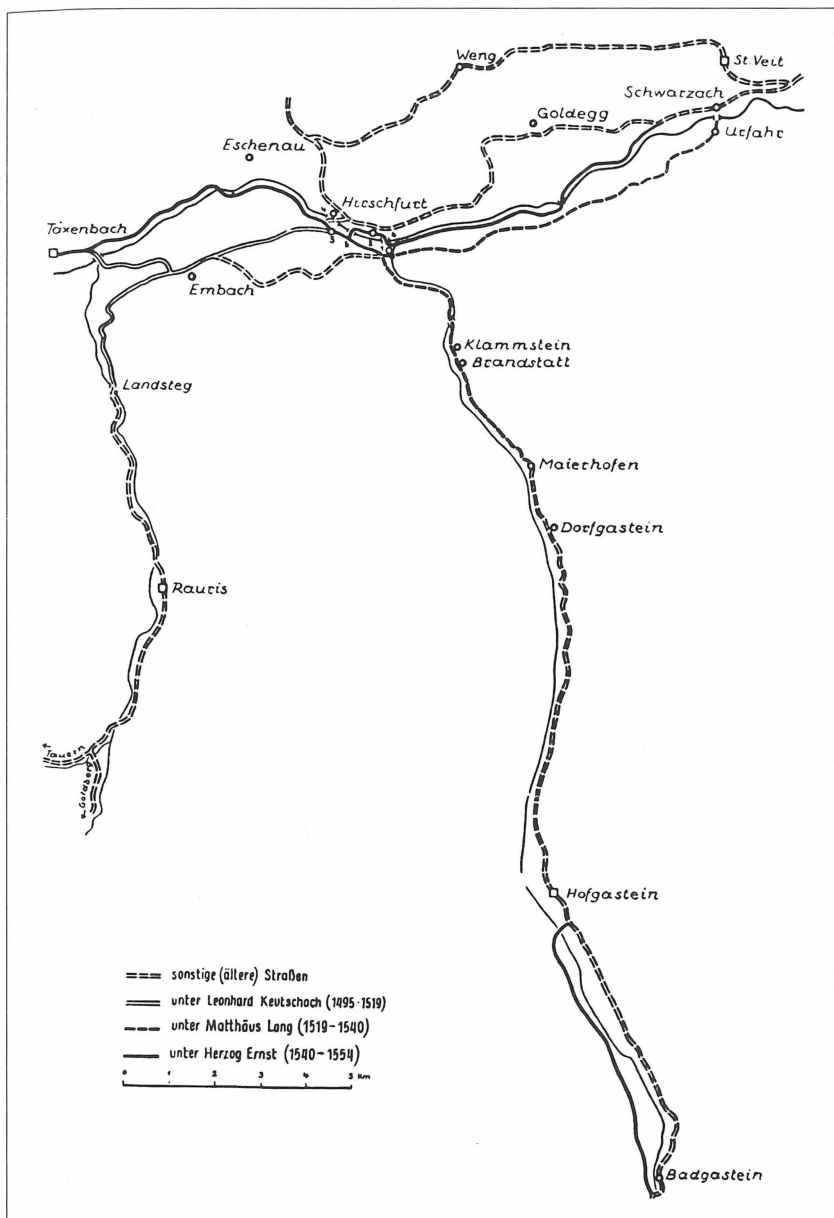 Weng
St. Veit
Schwarzach
Goldegg
Urfahr
Eschenau
Hirschfurt
Taxenbach
3
Embach
Klammstein
Brandstatt
Landsteg
Maierhofen
Dorfgastein
Rauris
Tauern
Goldberg
Hofgastein
sonstige (ältere) Straßen
unter Leonhard Keutschach (1495-1519)
unter Matthäus Lang (1519-1540)
unter Herzog Ernst (1540-1554)
0 1 2 3 4 5 Km
Badgastein